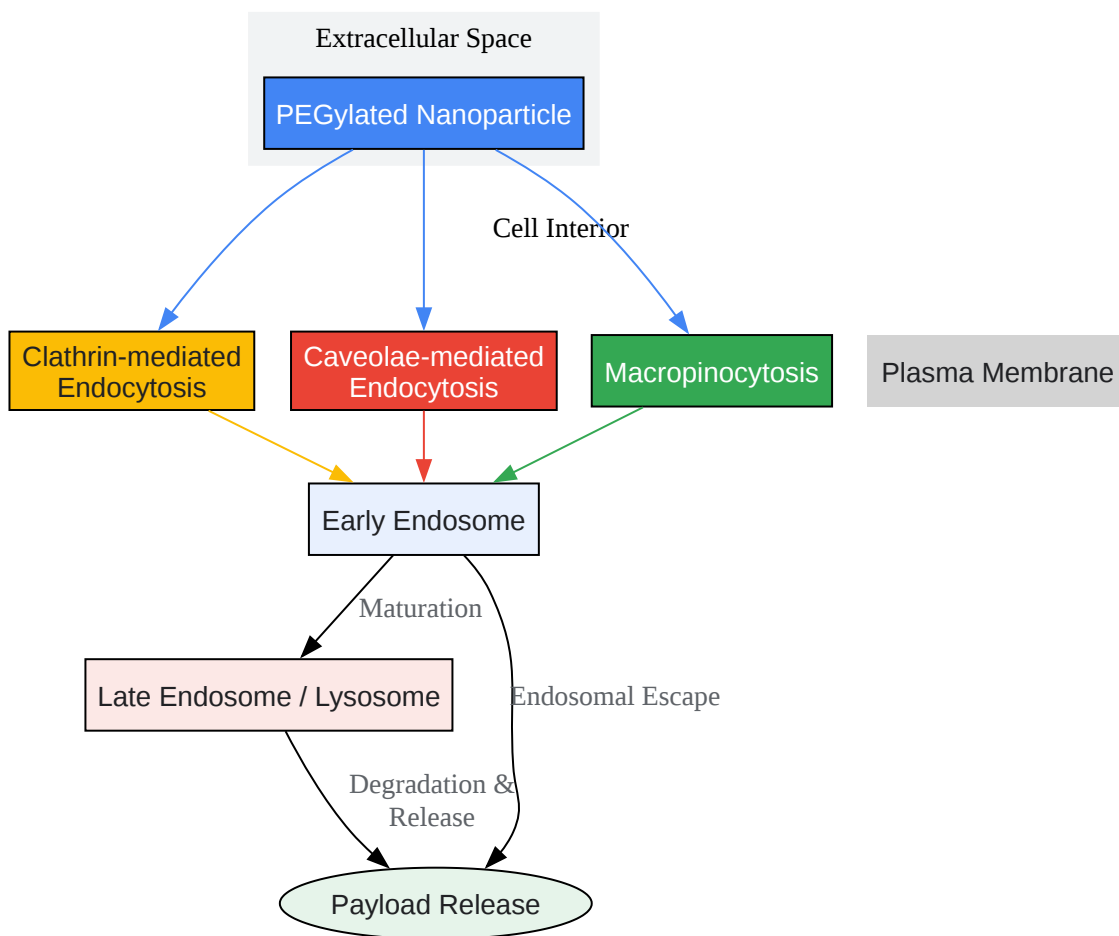 Extracellular Space
PEGylated Nanoparticle
Cell Interior
Clathrin-mediated
Endocytosis
Caveolae-mediated
Endocytosis
Macropinocytosis
Plasma Membrane
Early Endosome
Maturation
Late Endosome / Lysosome
Endosomal Escape
Degradation &
Release
Payload Release